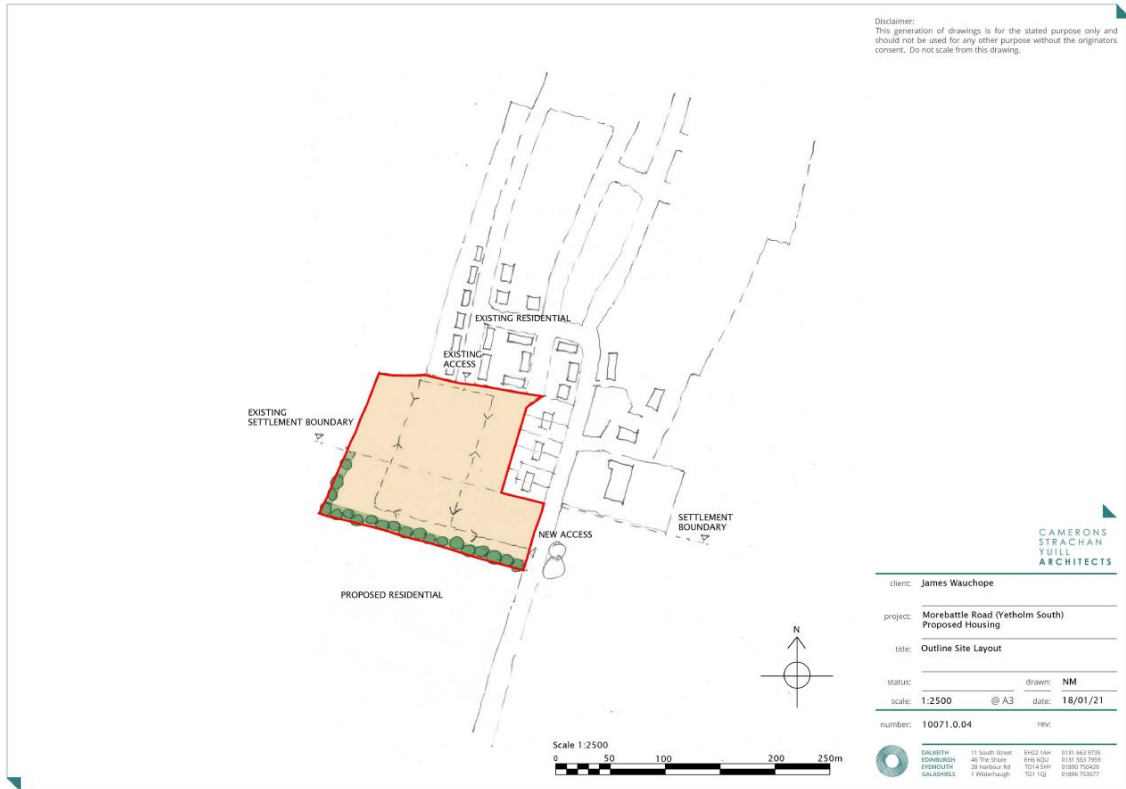 Disclaimer:
This generation of drawings is for the stated purpose only and
should not be used for any other purpose without the originators
consent. Do not scale from this drawing.
EXISTING RESIDENTIAL
EXISTING
ACCESS
EXISTING
SETTLEMENT BOUNDARY
SETTLEMENT
BOUNDARY
NEW ACCESS
PROPOSED RESIDENTIAL
N
Scale 1:2500
0 50 100 200 250m
CAMERONS
STRACHAN
YUILL
ARCHITECTS
client: James Wauchope
project: Morebattle Road (Yetholm South)
Proposed Housing
title: Outline Site Layout
status: drawn: NM
scale: 1:2500 @ A3 date: 18/01/21
number: 10071.0.04 rev:
DALKEITH 11 South Street EH22 1AH 0131 663 9735
EDINBURGH 46 The Shore EH6 6QU 0131 553 7959
EYEMOUTH 28 Harbour Rd TD14 5HY 01890 750429
GALASHIELS 1 Wilderhaugh TD1 1QJ 01896 753077